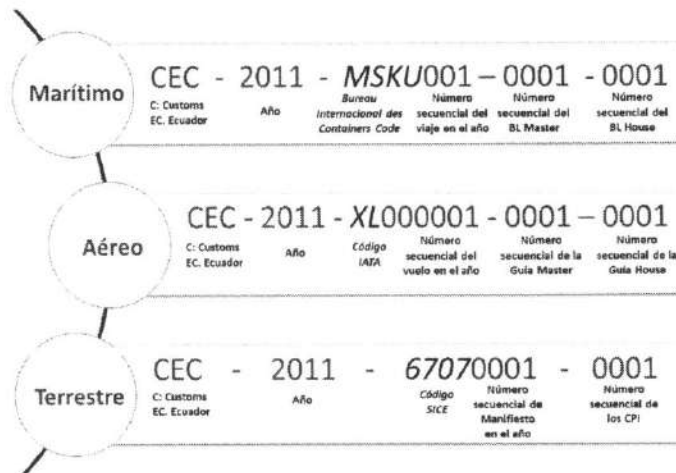 Marítimo
CEC - 2011 - MSKU001 – 0001 - 0001
C: Customs
EC. Ecuador
Año
Bureau
Internacional des
Containers Code
Número
secuencial del
viaje en el año
Número
secuencial del
BL Master
Número
secuencial del
BL House
Aéreo
CEC - 2011 - XL000001 - 0001 – 0001
C: Customs
EC. Ecuador
Año
Código
IATA
Número
secuencial del
vuelo en el año
Número
secuencial de la
Guía Master
Número
secuencial de la
Guía House
Terrestre
CEC - 2011 - 67070001 - 0001
C: Customs
EC. Ecuador
Año
Código
SICE
Número
secuencial de
Manifiesto
en el año
Número
secuencial de
los CPI